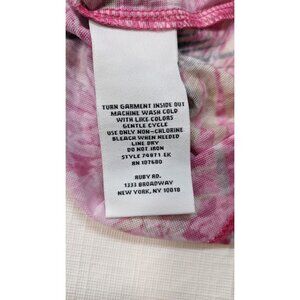 TURN GARMENT INSIDE OUT
MACHINE WASH COLD
WITH LIKE COLORS
GENTLE CYCLE
USE ONLY NON-CHLORINE
BLEACH WHEN NEEDED
LINE DRY
DO NOT IRON
STYLE 74871-EK
RN 107680
RUBY RD.
1333 BROADWAY
NEW YORK, NY 10018